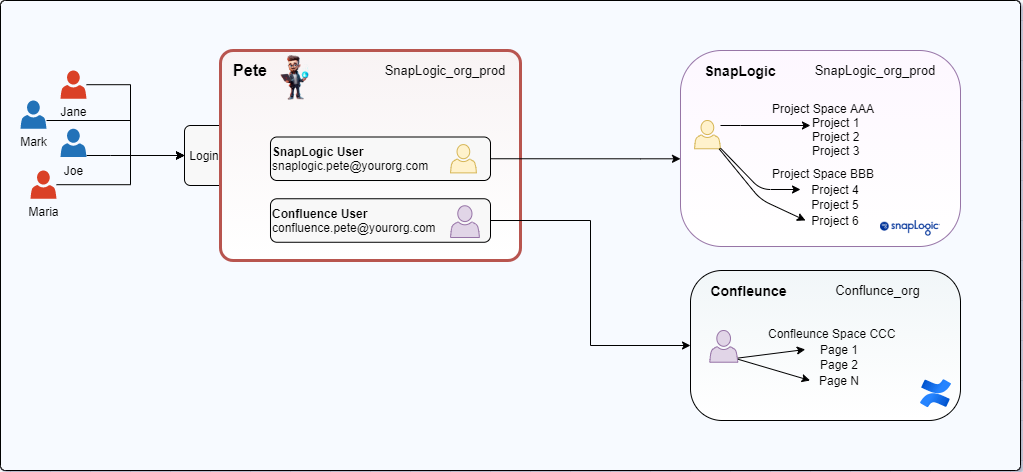 Jane
Mark
Joe
Maria
Login
Pete
SnapLogic_org_prod
SnapLogic User
snaplogic.pete@yourorg.com
Confluence User
confluence.pete@yourorg.com
SnapLogic
SnapLogic_org_prod
Project Space AAA
Project 1
Project 2
Project 3
Project Space BBB
Project 4
Project 5
Project 6
snapLogic
Confleunce
Conflunce_org
Confleunce Space CCC
Page 1
Page 2
Page N